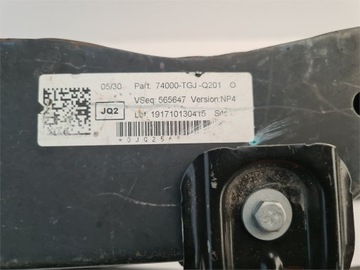 05/30 Part: 74000-TGJ -Q201 O
JQ2 VSeq: 565647 Version:NP4
Lot: 191710130415